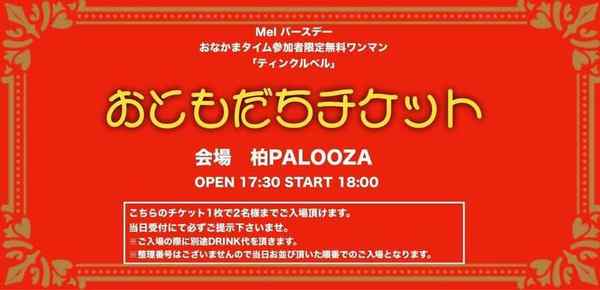 Mel バースデー
おなかまタイム参加者限定無料ワンマン
「ティンクルベル」
おともだちチケット
会場　柏PALOOZA
OPEN 17:30 START 18:00
こちらのチケット1枚で2名様までご入場頂けます。
当日受付にて必ずご提示下さいませ。
※ご入場の際に別途DRINK代を頂きます。
※整理番号はございませんので当日お並び頂いた順番でのご入場となります。